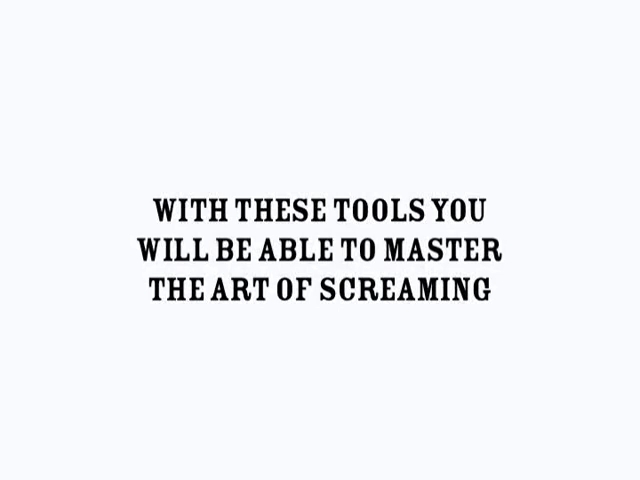 WITH THESE TOOLS YOU
WILL BE ABLE TO MASTER
THE ART OF SCREAMING